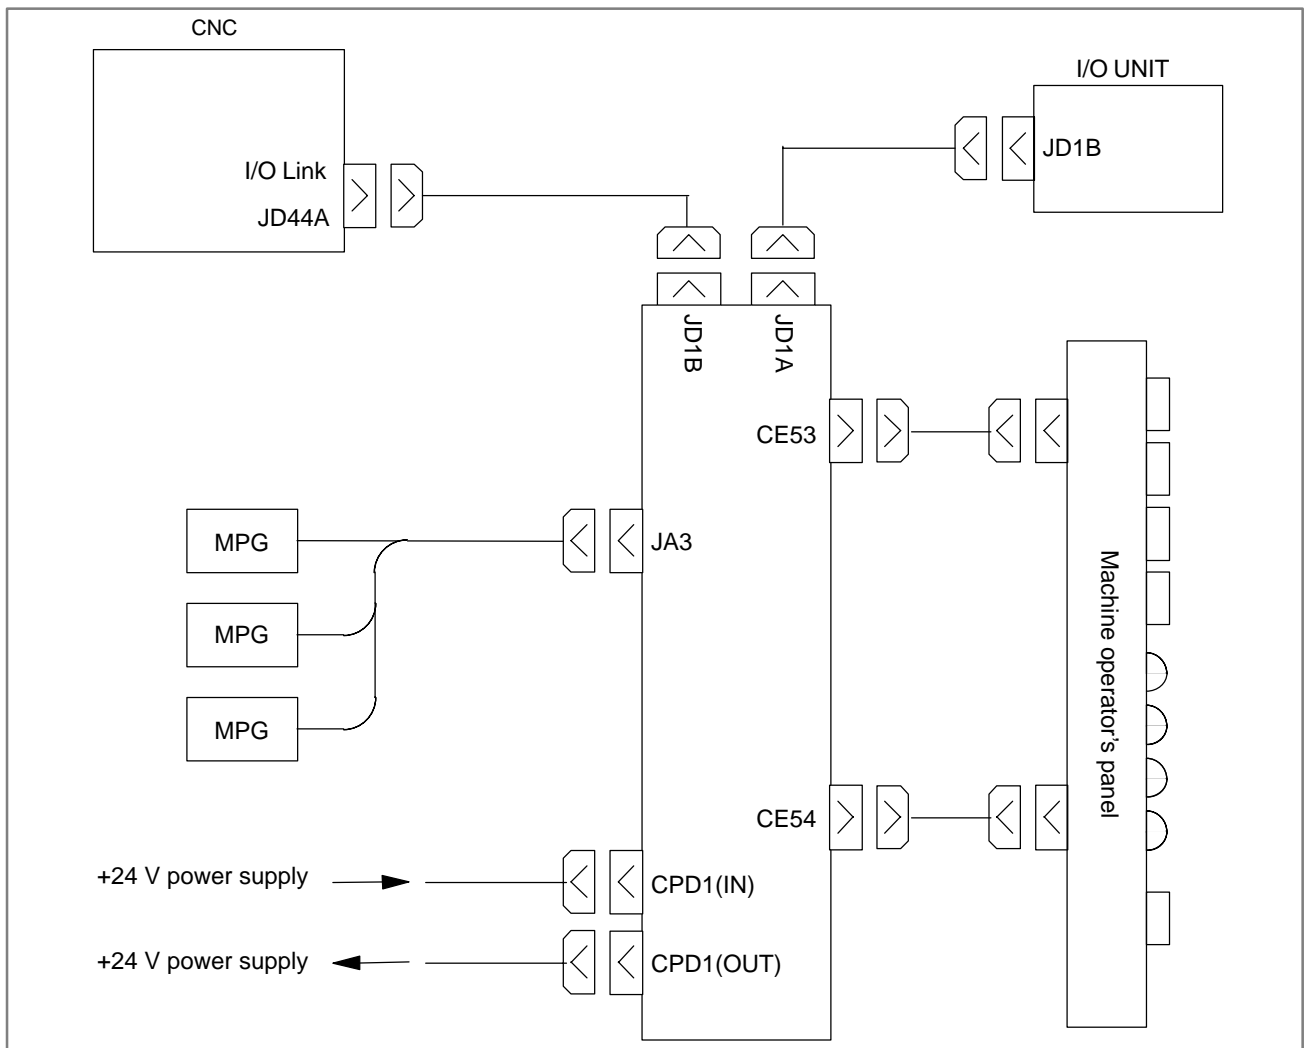 CNC
I/O UNIT
I/O Link
JD44A
JD1B
JD1B
JD1A
CE53
MPG
JA3
MPG
MPG
Machine operator's panel
CE54
+24 V power supply
CPD1(IN)
+24 V power supply
CPD1(OUT)